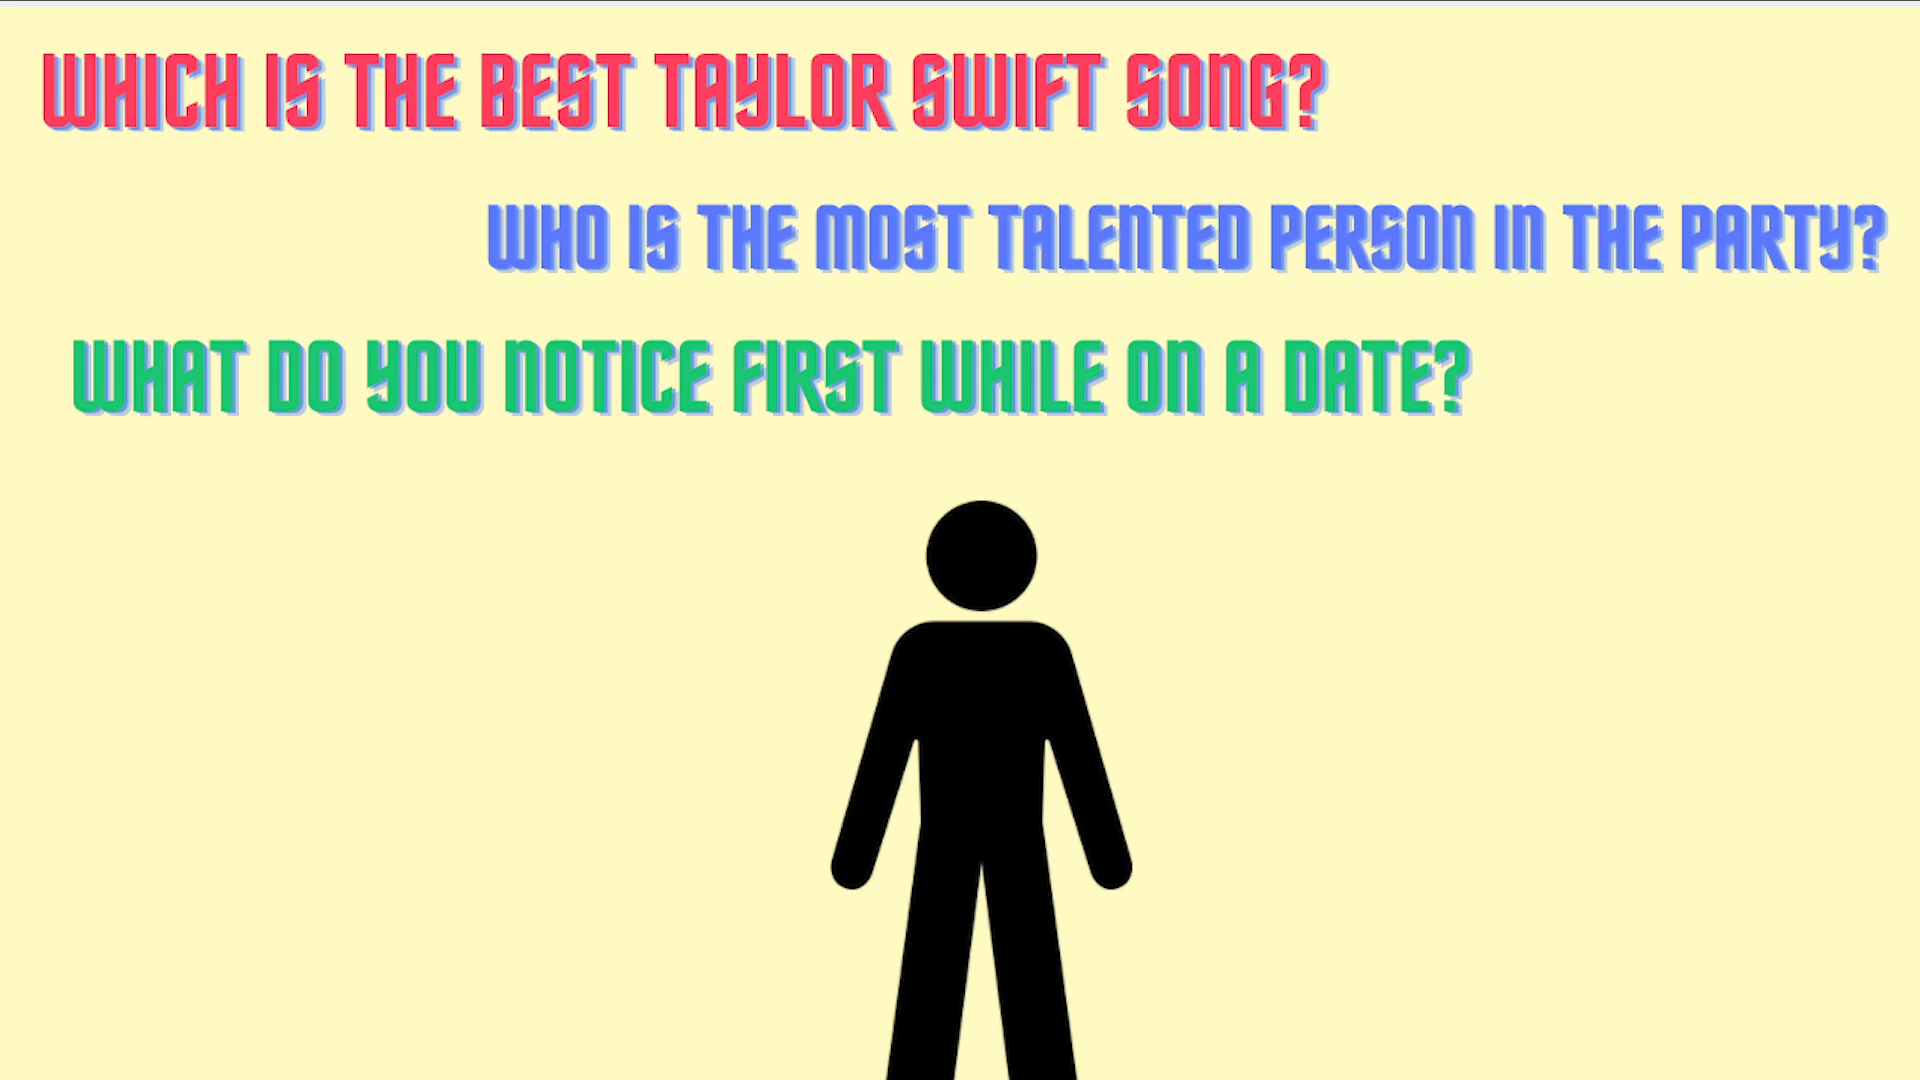 WHICH IS THE BEST TAYLOR SWIFT SONG?
WHO IS THE MOST TALENTED PERSON IN THE PARTY?
WHAT DO YOU NOTICE FIRST WHILE ON A DATE?